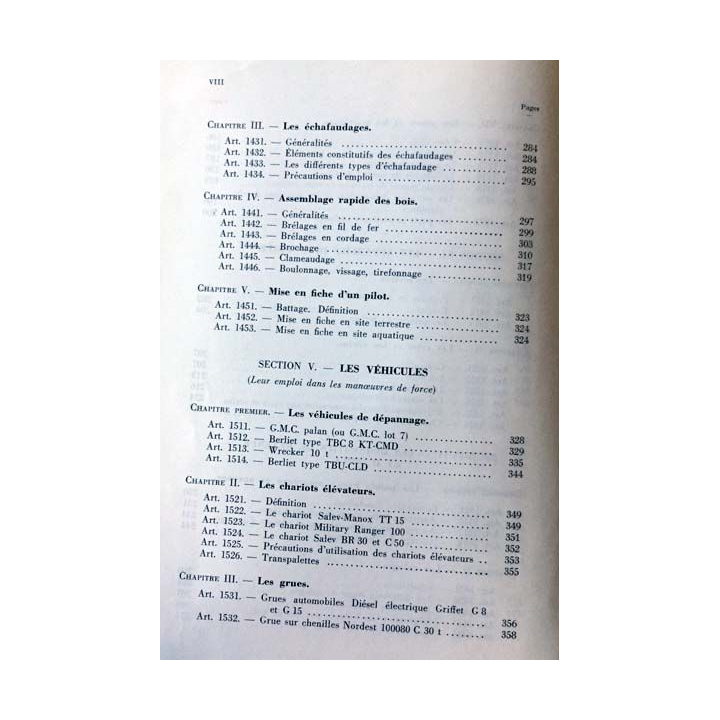 VIII
Pages
CHAPITRE III. — Les échafaudages.
Art. 1431. — Généralités ........ 284
Art. 1432. — Éléments constitutifs des échafaudages ........ 284
Art. 1433. — Les différents types d'échafaudage ........ 288
Art. 1434. — Précautions d'emploi ........ 295
CHAPITRE IV. — Assemblage rapide des bois.
Art. 1441. — Généralités ........ 297
Art. 1442. — Brêlages en fil de fer ........ 299
Art. 1443. — Brêlages en cordage ........ 303
Art. 1444. — Brochage ........ 310
Art. 1445. — Clameaudage ........ 317
Art. 1446. — Boulonnage, vissage, tirefonnage ........ 319
CHAPITRE V. — Mise en fiche d'un pilot.
Art. 1451. — Battage. Définition ........ 323
Art. 1452. — Mise en fiche en site terrestre ........ 324
Art. 1453. — Mise en fiche en site aquatique ........ 324
SECTION V. — LES VÉHICULES
(Leur emploi dans les manœuvres de force)
CHAPITRE PREMIER. — Les véhicules de dépannage.
Art. 1511. — G.M.C. palan (ou G.M.C. lot 7) ........ 328
Art. 1512. — Berliet type TBC 8 KT-CMD ........ 329
Art. 1513. — Wrecker 10 t ........ 335
Art. 1514. — Berliet type TBU-CLD ........ 344
CHAPITRE II. — Les chariots élévateurs.
Art. 1521. — Définition ........ 349
Art. 1522. — Le chariot Salev-Manox TT 15 ........ 349
Art. 1523. — Le chariot Military Ranger 100 ........ 351
Art. 1524. — Le chariot Salev BR 30 et C 50 ........ 352
Art. 1525. — Précautions d'utilisation des chariots élévateurs .. 353
Art. 1526. — Transpalettes ........ 355
CHAPITRE III. — Les grues.
Art. 1531. — Grues automobiles Diésel électrique Griffet G 8
et G 15 ........ 356
Art. 1532. — Grue sur chenilles Nordest 100080 C 30 t ........ 358